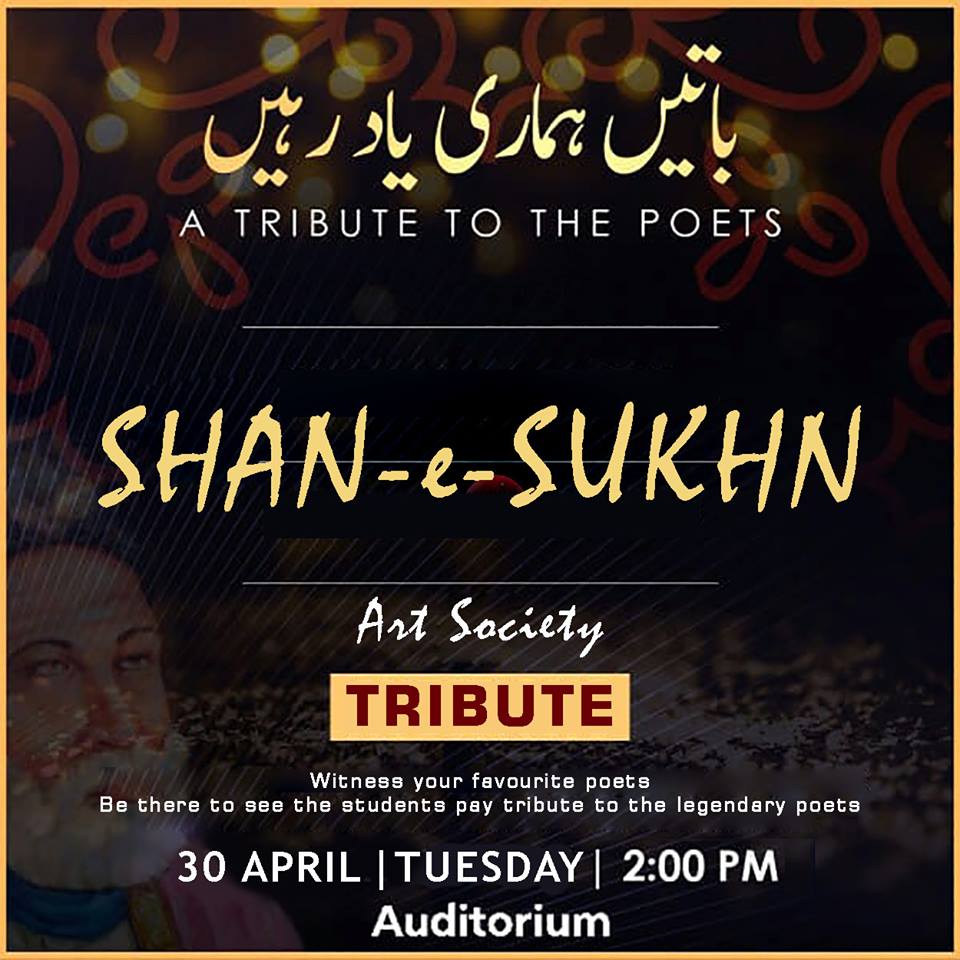 باتیں ہماری یاد رہیں
A TRIBUTE TO THE POETS
SHAN-e-SUKHN
Art Society
TRIBUTE
Witness your favourite poets
Be there to see the students pay tribute to the legendary poets
30 APRIL | TUESDAY | 2:00 PM
Auditorium